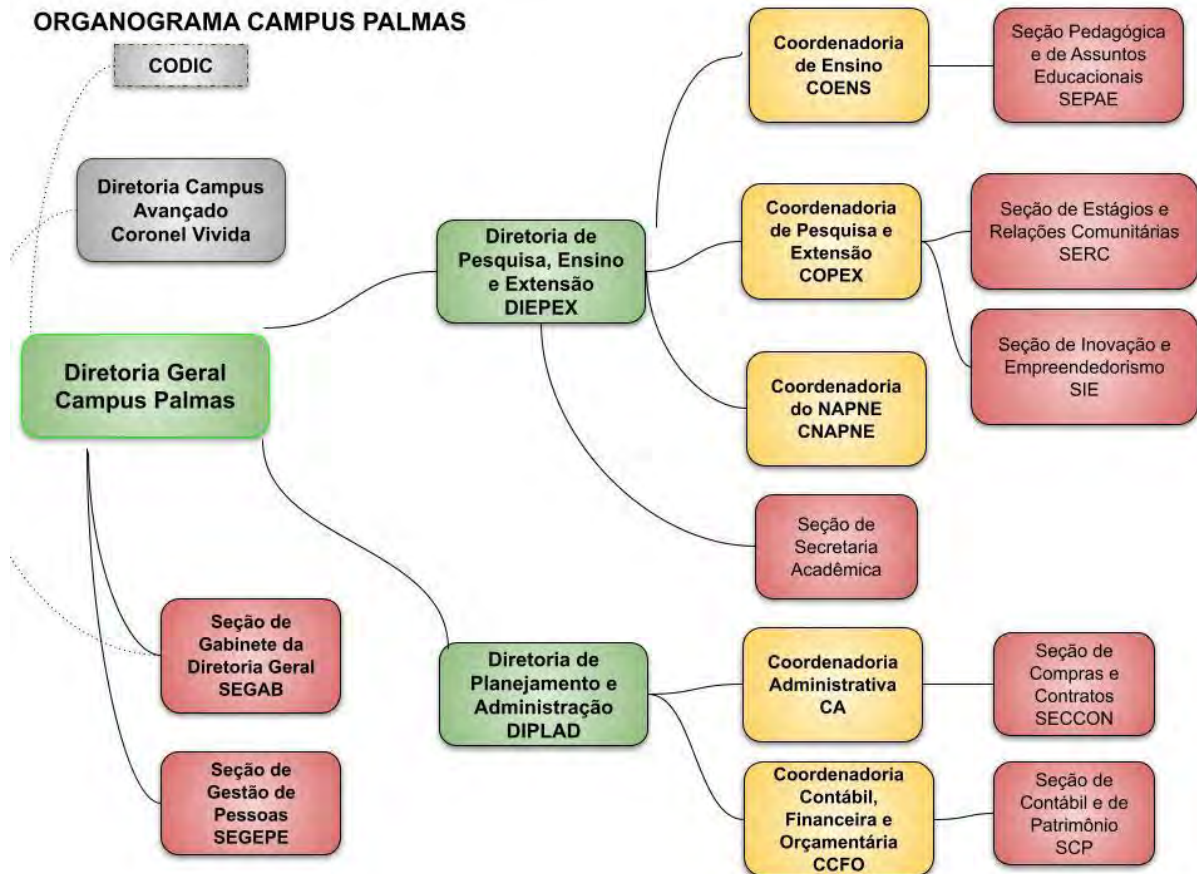 ORGANOGRAMA CAMPUS PALMAS
CODIC
Diretoria Campus
Avançado
Coronel Vivida
Diretoria Geral
Campus Palmas
Seção de
Gabinete da
Diretoria Geral
SEGAB
Seção de
Gestão de
Pessoas
SEGEPE
Diretoria de
Pesquisa, Ensino
e Extensão
DIEPEX
Diretoria de
Planejamento e
Administração
DIPLAD
Coordenadoria
de Ensino
COENS
Coordenadoria
de Pesquisa e
Extensão
COPEX
Coordenadoria
do NAPNE
CNAPNE
Seção de
Secretaria
Acadêmica
Coordenadoria
Administrativa
CA
Coordenadoria
Contábil,
Financeira e
Orçamentária
CCFO
Seção Pedagógica
e de Assuntos
Educacionais
SEPAE
Seção de Estágios e
Relações Comunitárias
SERC
Seção de Inovação e
Empreendedorismo
SIE
Seção de
Compras e
Contratos
SECCON
Seção de
Contábil e de
Patrimônio
SCP